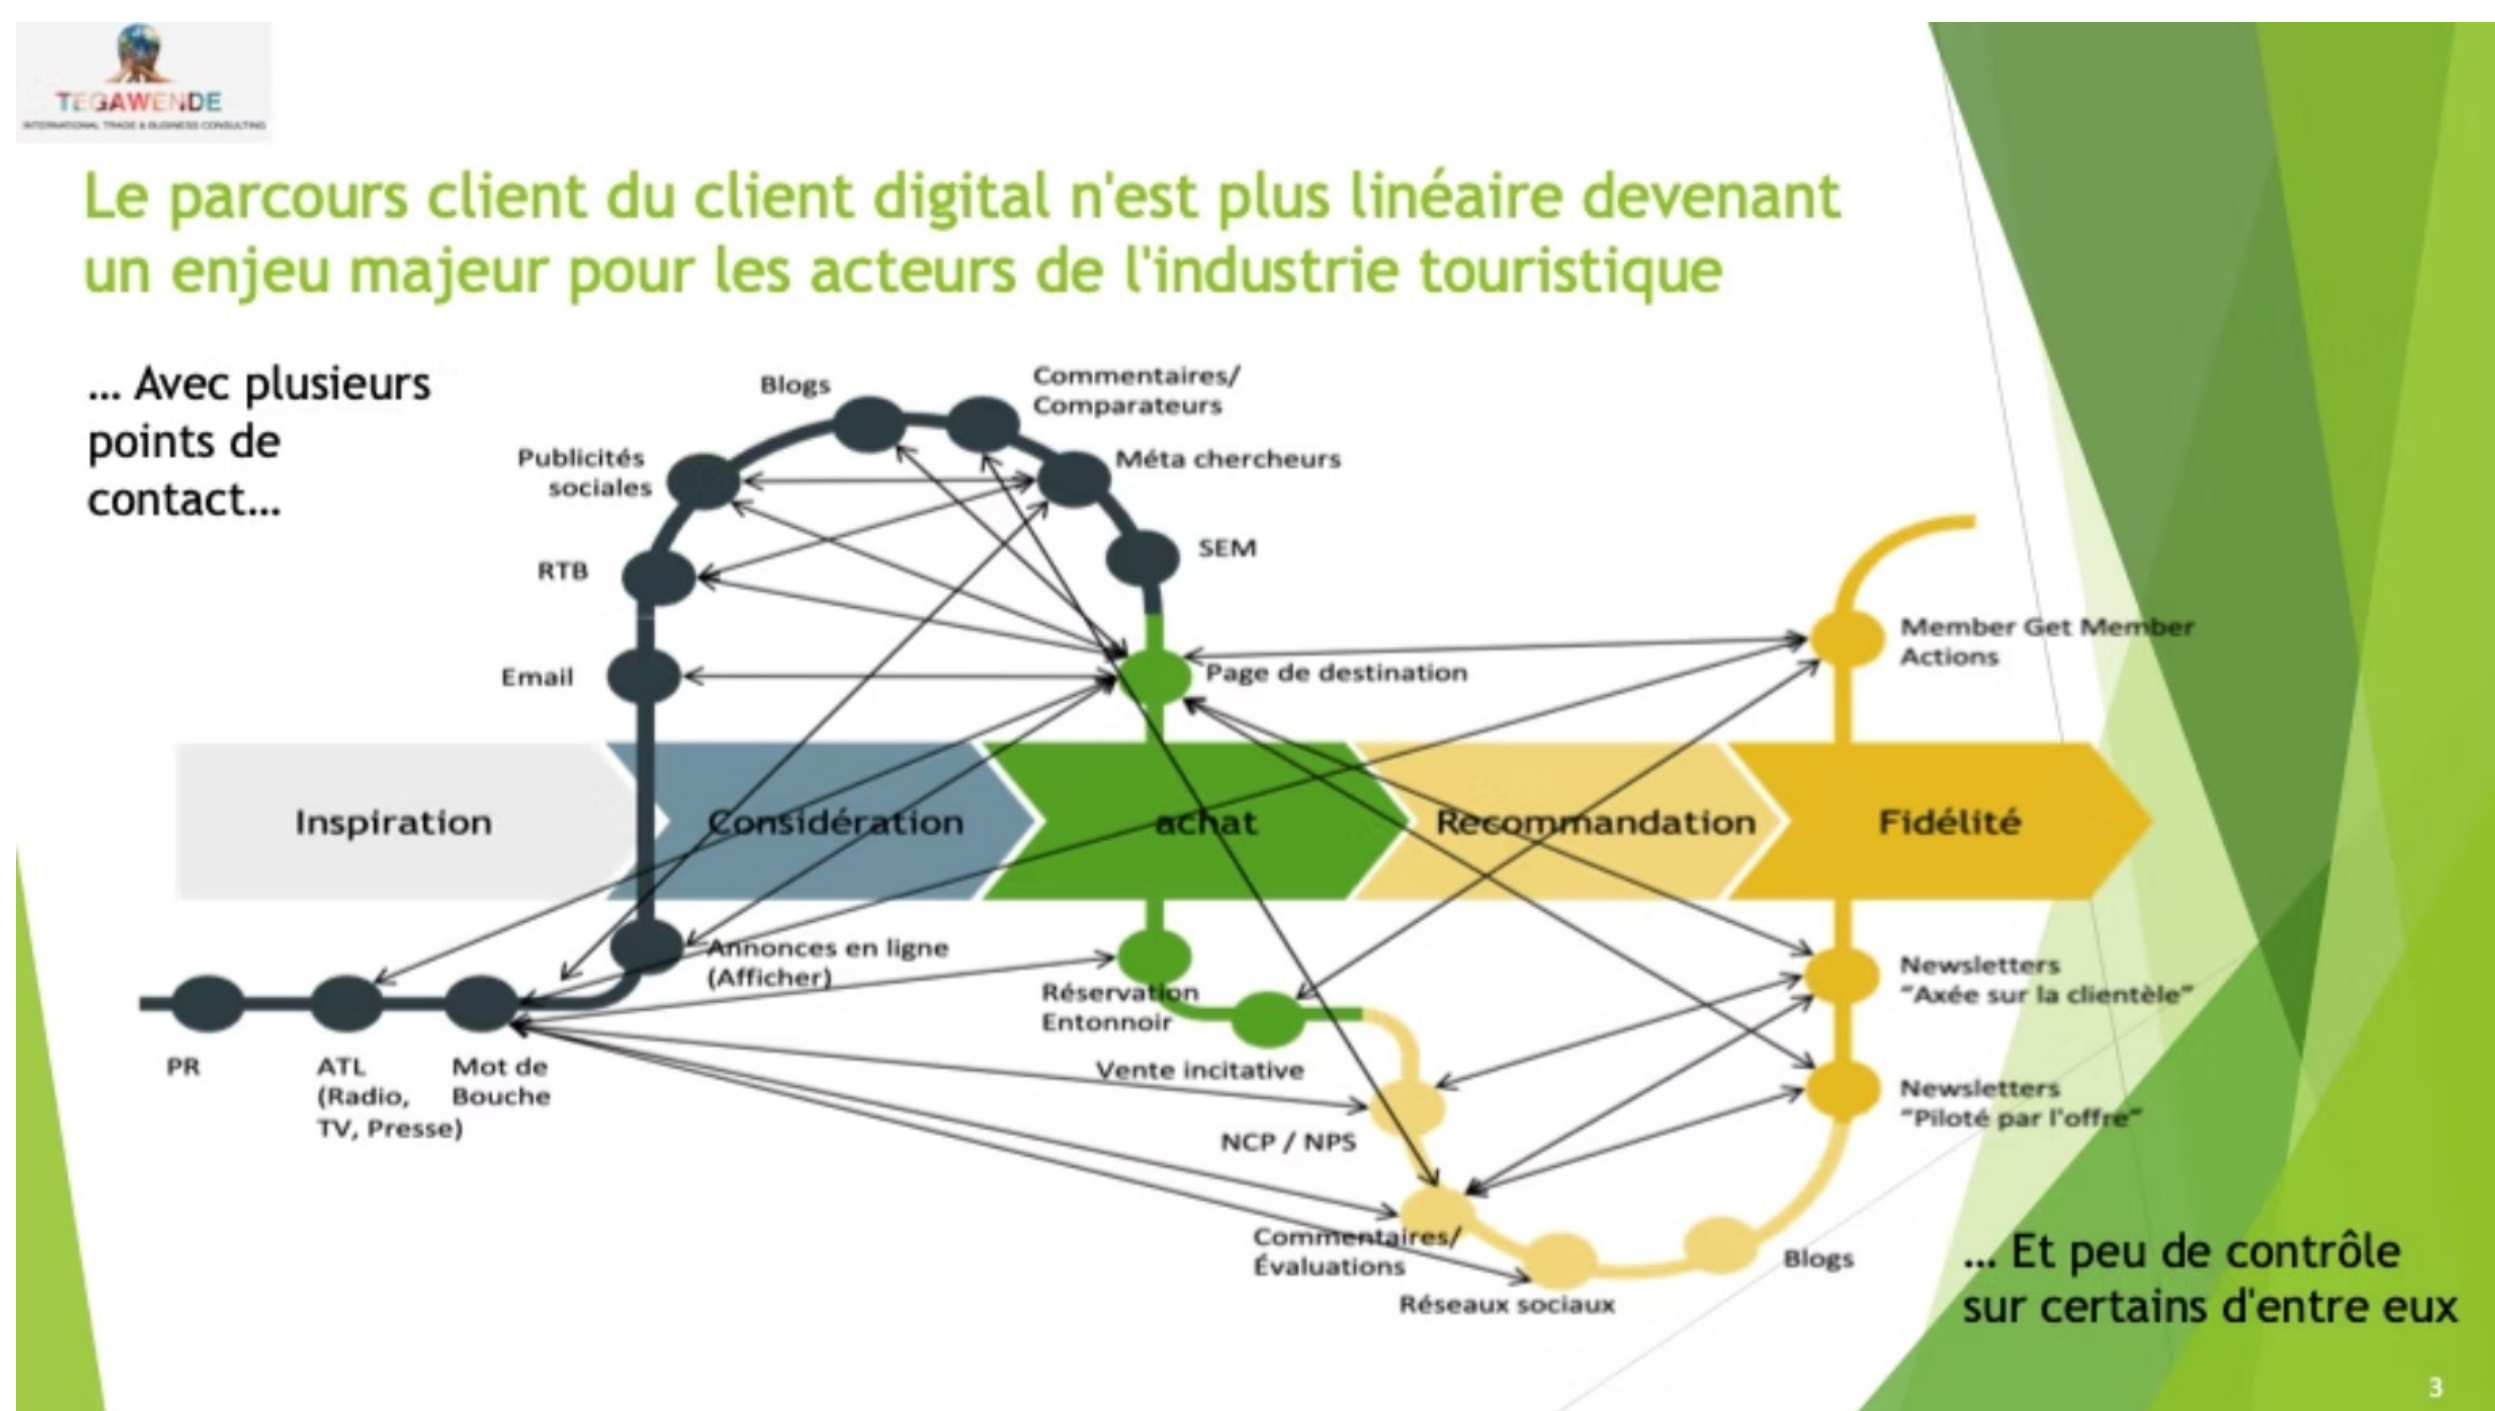 TEGAWENDE
INTERNATIONAL TRADE & BUSINESS CONSULTING
Le parcours client du client digital n'est plus linéaire devenant
un enjeu majeur pour les acteurs de l'industrie touristique
... Avec plusieurs
points de
contact...
Blogs
Commentaires/
Comparateurs
Publicités
sociales
Méta chercheurs
RTB
SEM
Email
Page de destination
Member Get Member
Actions
Inspiration
Considération
achat
Recommandation
Fidélité
Annonces en ligne
(Afficher)
Réservation
Entonnoir
Newsletters
“Axée sur la clientèle”
PR
ATL
(Radio,
TV, Presse)
Mot de
Bouche
Vente incitative
NCP / NPS
Newsletters
“Piloté par l'offre”
Commentaires/
Évaluations
Réseaux sociaux
Blogs
... Et peu de contrôle
sur certains d'entre eux
3